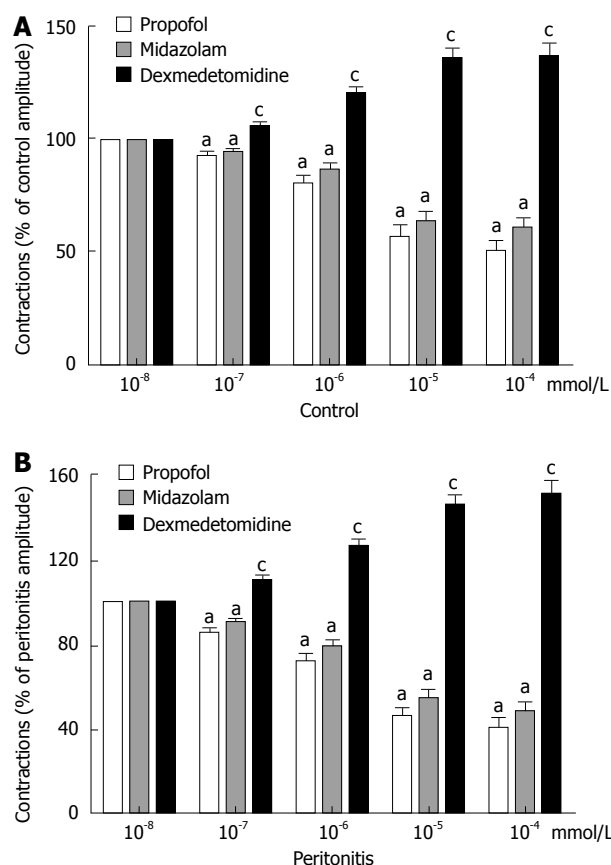 A
150
100
50
0
Contractions (% of control amplitude)
Propofol
Midazolam
Dexmedetomidine
a a c
a a c
a a c
a a c
10⁻⁸ 10⁻⁷ 10⁻⁶ 10⁻⁵ 10⁻⁴ mmol/L
Control
B
160
120
80
40
0
Contractions (% of peritonitis amplitude)
Propofol
Midazolam
Dexmedetomidine
a a c
a a c
a a c
a a c
10⁻⁸ 10⁻⁷ 10⁻⁶ 10⁻⁵ 10⁻⁴ mmol/L
Peritonitis